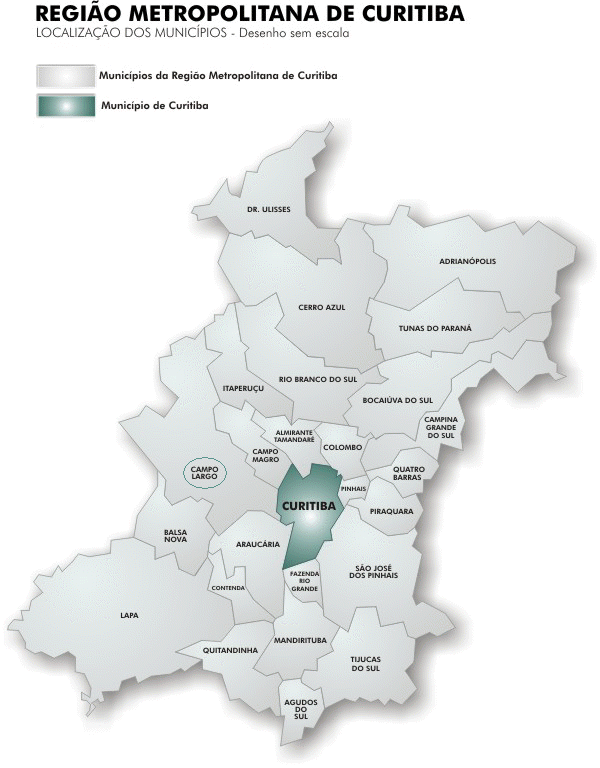 REGIÃO METROPOLITANA DE CURITIBA
LOCALIZAÇÃO DOS MUNICÍPIOS - Desenho sem escala
Municípios da Região Metropolitana de Curitiba
Município de Curitiba
DR. ULISSES
ADRIANÓPOLIS
CERRO AZUL
TUNAS DO PARANÁ
RIO BRANCO DO SUL
ITAPERUÇU
BOCAIÚVA DO SUL
CAMPINA
GRANDE
DO SUL
ALMIRANTE
TAMANDARÉ
COLOMBO
CAMPO
MAGRO
CAMPO
LARGO
QUATRO
BARRAS
PINHAIS
CURITIBA
PIRAQUARA
BALSA
NOVA
ARAUCÁRIA
SÃO JOSÉ
DOS PINHAIS
FAZENDA
RIO
GRANDE
CONTENDA
LAPA
MANDIRITUBA
QUITANDINHA
TIJUCAS
DO SUL
AGUDOS
DO
SUL